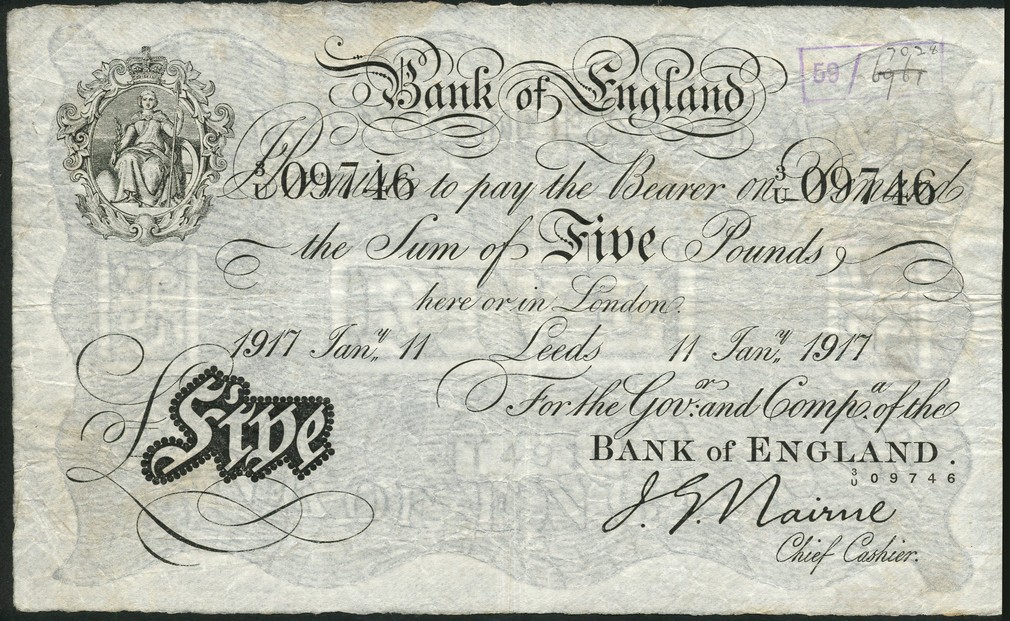 Bank of England
59 / 7028
6961
3/U 09746 3/U 09746
Promise to pay the Bearer on Demand
the Sum of Five Pounds,
here or in London.
1917 Jan.y 11 Leeds 11 Jan.y 1917
For the Gov.r and Comp.a of the
£Five
BANK of ENGLAND.
3/U 09746
J. G. Nairne
Chief Cashier.